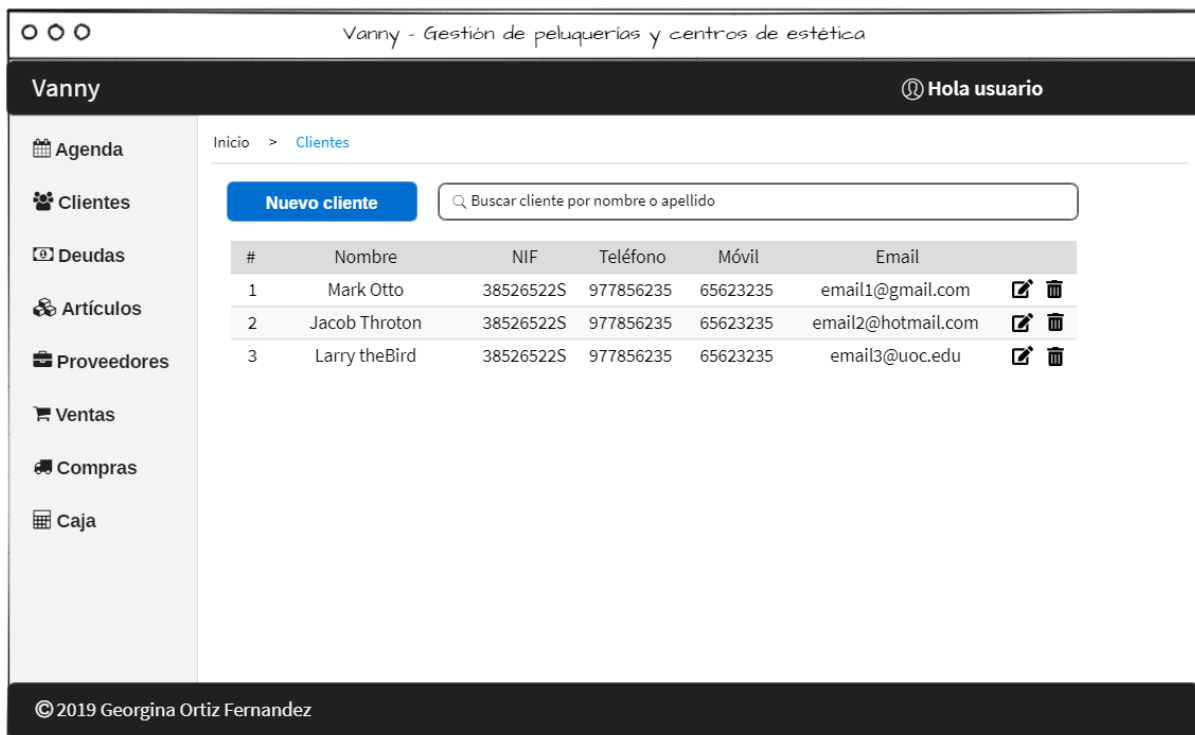 Vanny - Gestión de peluquerías y centros de estética
Vanny
Hola usuario
Agenda
Clientes
Deudas
Artículos
Proveedores
Ventas
Compras
Caja
Inicio > Clientes
Nuevo cliente
Buscar cliente por nombre o apellido
# Nombre NIF Teléfono Móvil Email
1 Mark Otto 38526522S 977856235 65623235 email1@gmail.com
2 Jacob Throton 38526522S 977856235 65623235 email2@hotmail.com
3 Larry theBird 38526522S 977856235 65623235 email3@uoc.edu
© 2019 Georgina Ortiz Fernandez